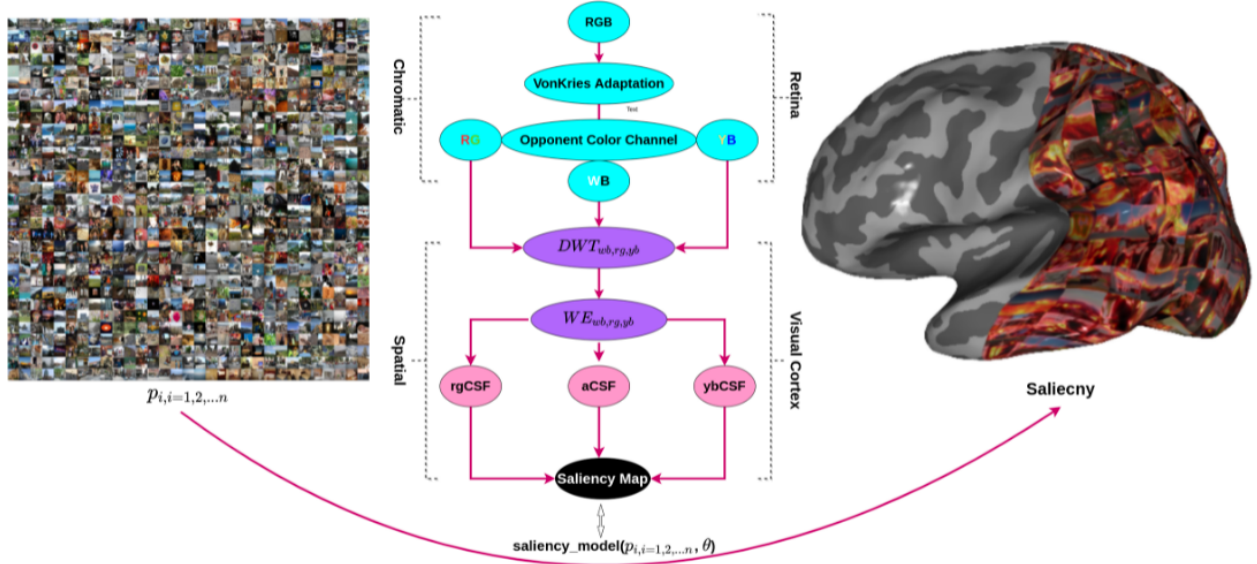 RGB
VonKries Adaptation
Text
RG
Opponent Color Channel
YB
WB
Chromatic
Retina
DWT_{wb,rg,yb}
WE_{wb,rg,yb}
Spatial
Visual Cortex
rgCSF
aCSF
ybCSF
Saliency Map
p_{i,i=1,2,...n}
Saliecny
saliency_model(p_{i,i=1,2,...n}, θ)